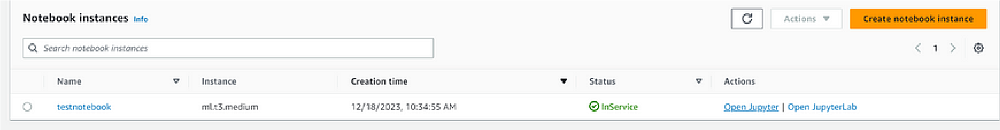 Notebook instances Info
Actions
Create notebook instance
Search notebook instances
1
Name Instance Creation time Status Actions
testnotebook ml.t3.medium 12/18/2023, 10:34:55 AM InService Open Jupyter | Open JupyterLab